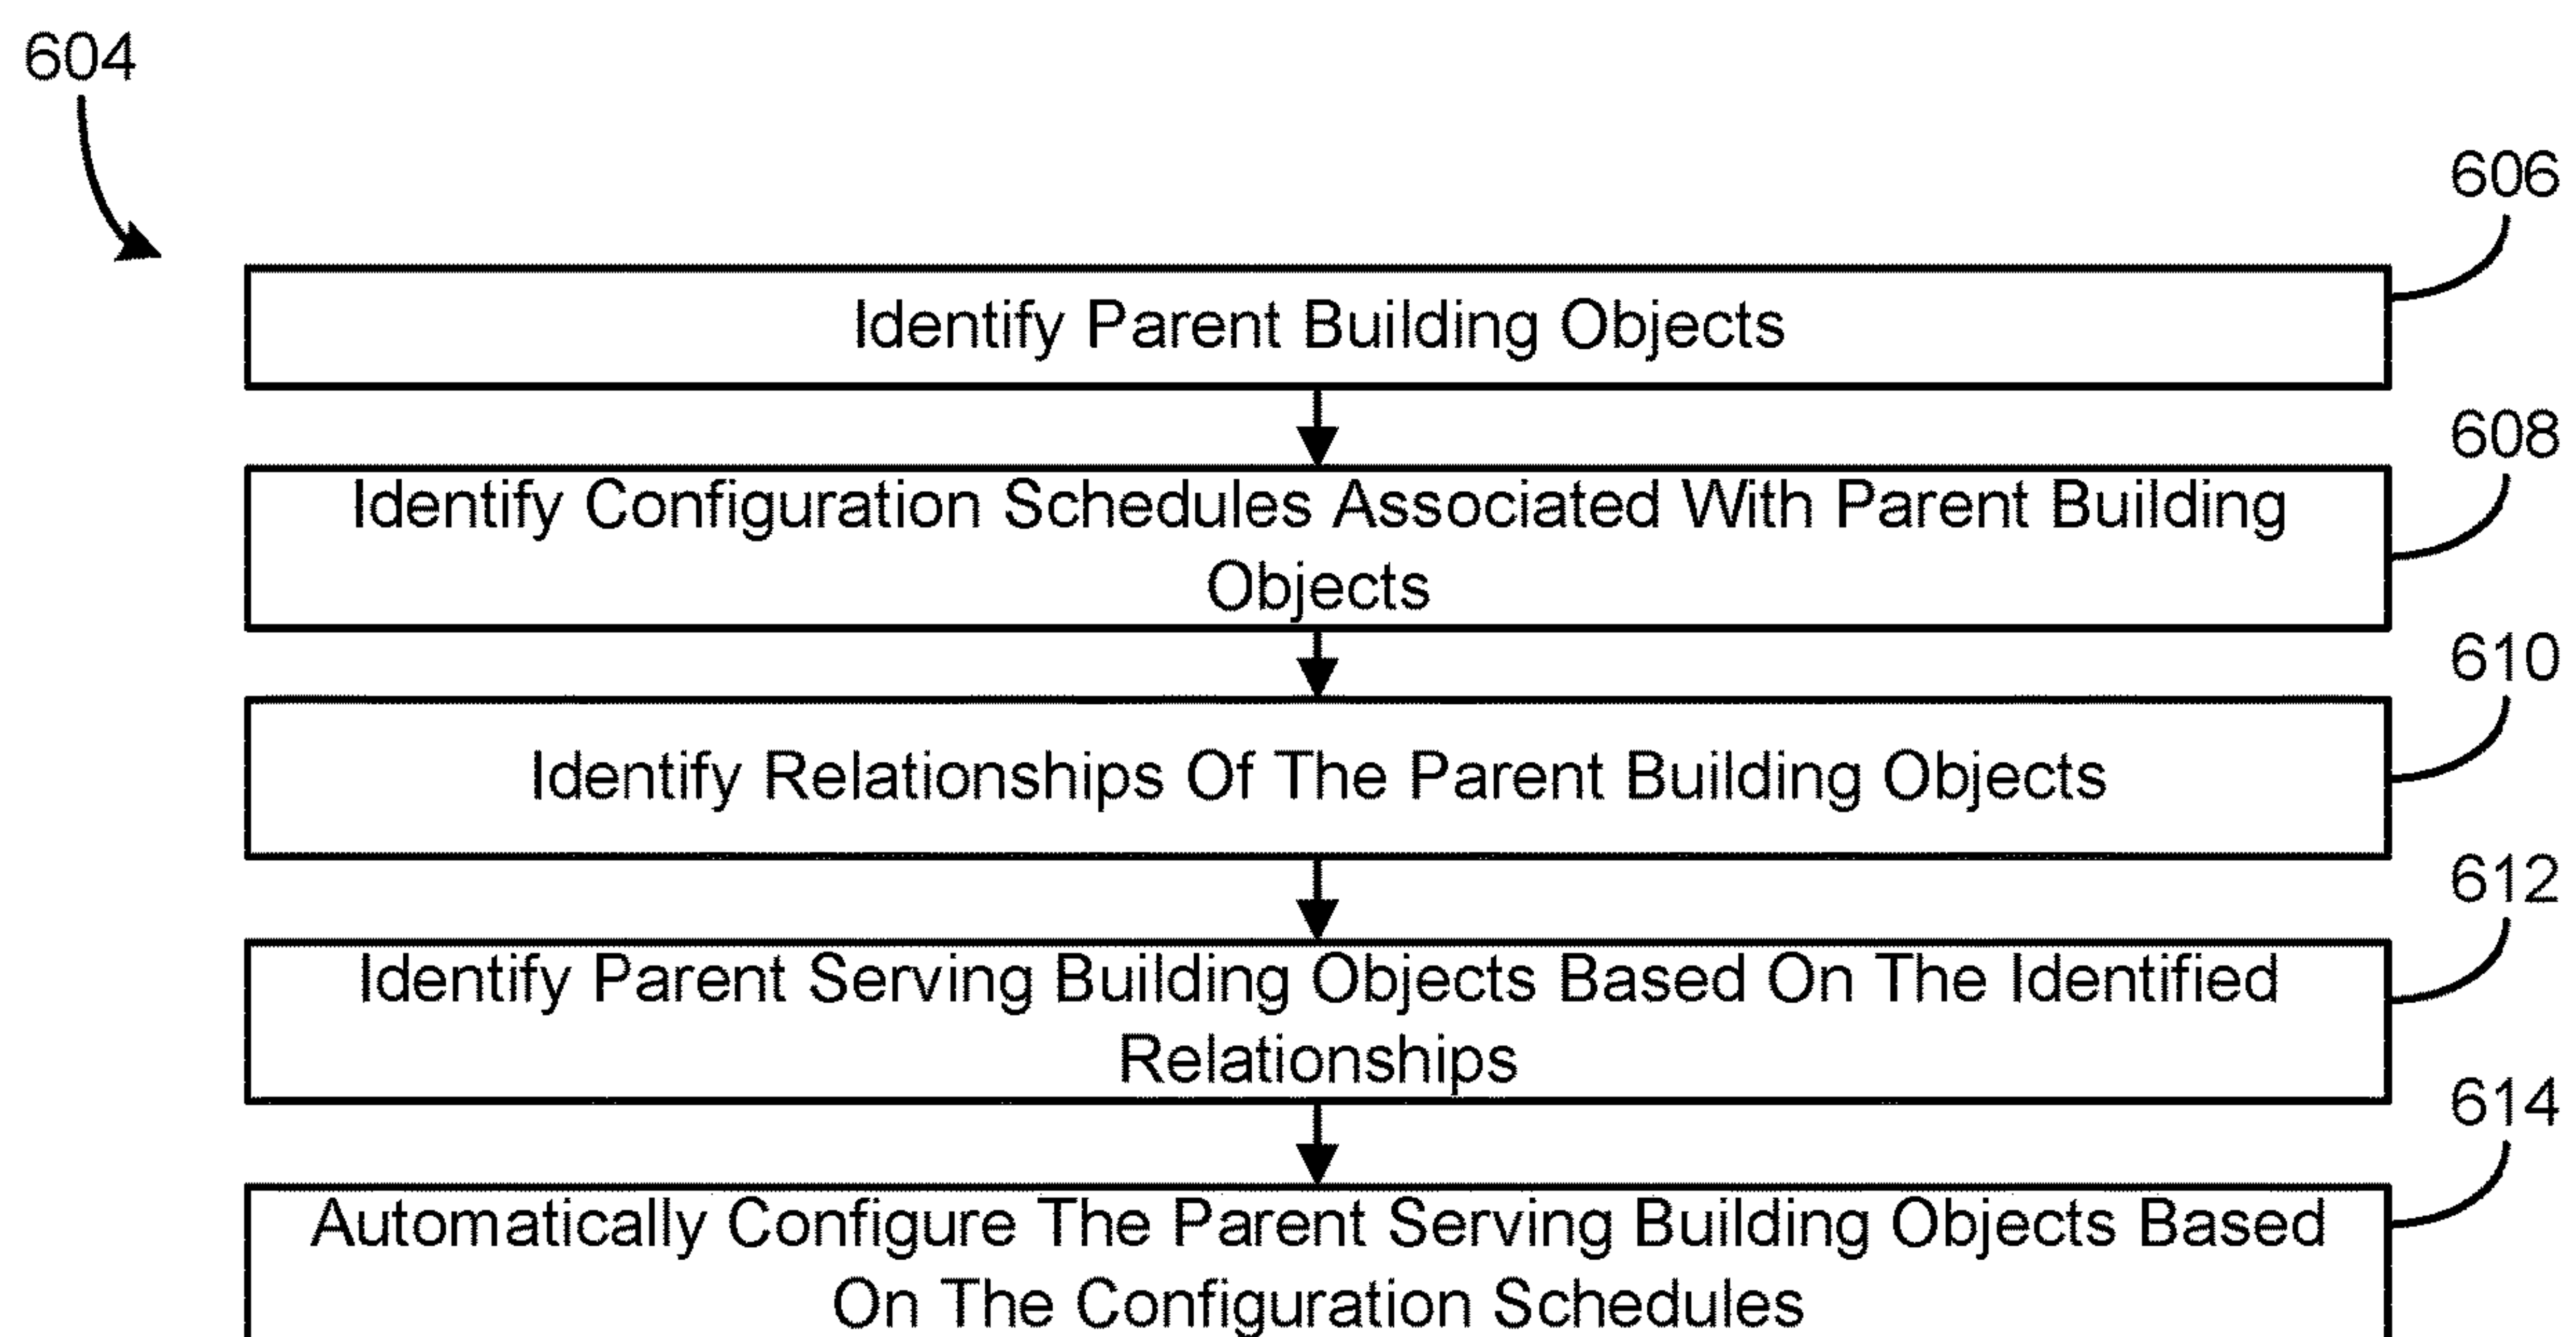 604
606
Identify Parent Building Objects
608
Identify Configuration Schedules Associated With Parent Building
Objects
610
Identify Relationships Of The Parent Building Objects
612
Identify Parent Serving Building Objects Based On The Identified
Relationships
614
Automatically Configure The Parent Serving Building Objects Based
On The Configuration Schedules